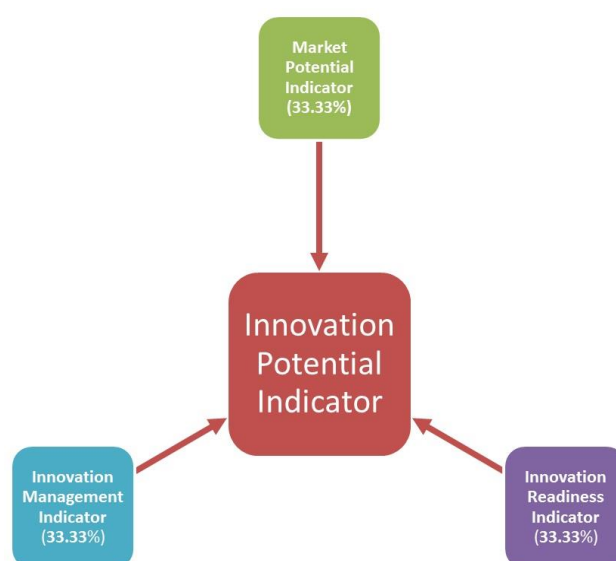 Market
Potential
Indicator
(33.33%)
Innovation
Potential
Indicator
Innovation
Management
Indicator
(33.33%)
Innovation
Readiness
Indicator
(33.33%)